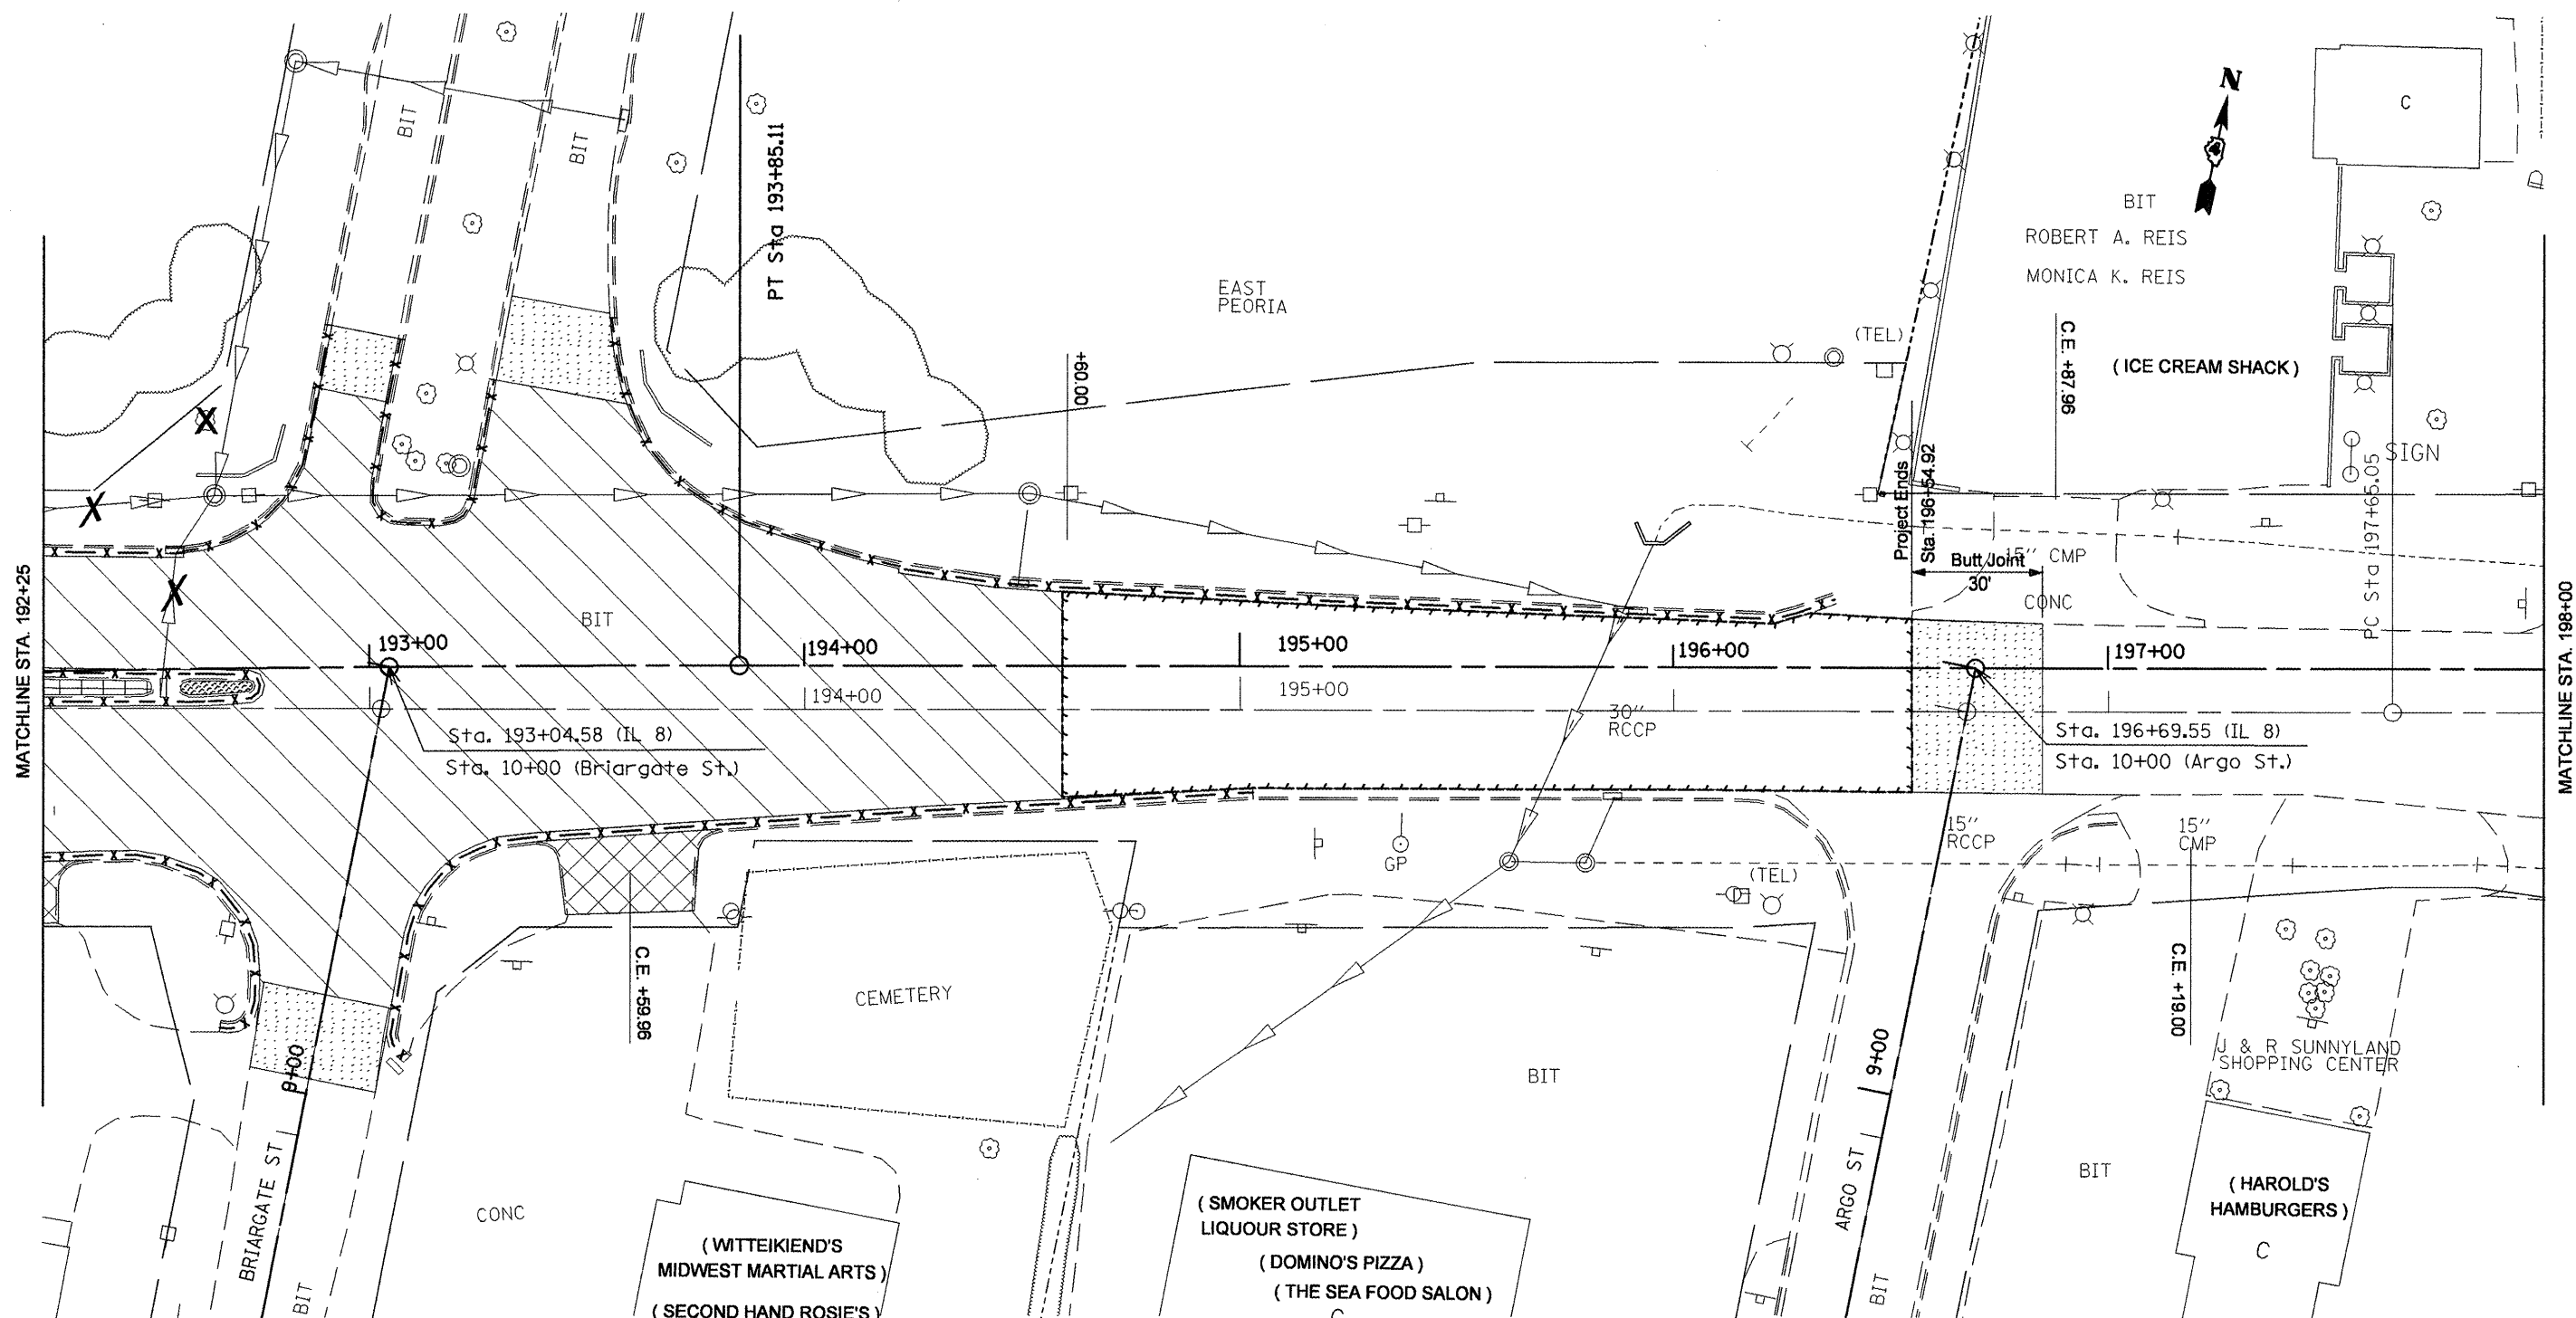 BIT
BIT
PT Sta 193+85.11
N
C
BIT
ROBERT A. REIS
MONICA K. REIS
EAST
PEORIA
(TEL)
+60.00
C.E. +87.96
( ICE CREAM SHACK )
SIGN
Project Ends
Sta. 196+54.92
PC Sta 197+65.05
15" CMP
Butt Joint
30'
CONC
MATCHLINE STA. 192+25
MATCHLINE STA. 198+00
BIT
193+00
194+00
195+00
196+00
197+00
194+00
195+00
30"
RCCP
Sta. 193+04.58 (IL 8)
Sta. 10+00 (Briargate St.)
Sta. 196+69.55 (IL 8)
Sta. 10+00 (Argo St.)
15"
RCCP
15"
CMP
GP
(TEL)
C.E. +59.96
CEMETERY
C.E. +19.00
9+00
9+00
BIT
J & R SUNNYLAND
SHOPPING CENTER
BRIARGATE ST
ARGO ST
BIT
CONC
BIT
BIT
( WITTEIKIEND'S
MIDWEST MARTIAL ARTS )
( SECOND HAND ROSIE'S )
( SMOKER OUTLET
LIQUOUR STORE )
( DOMINO'S PIZZA )
( THE SEA FOOD SALON )
( HAROLD'S
HAMBURGERS )
C